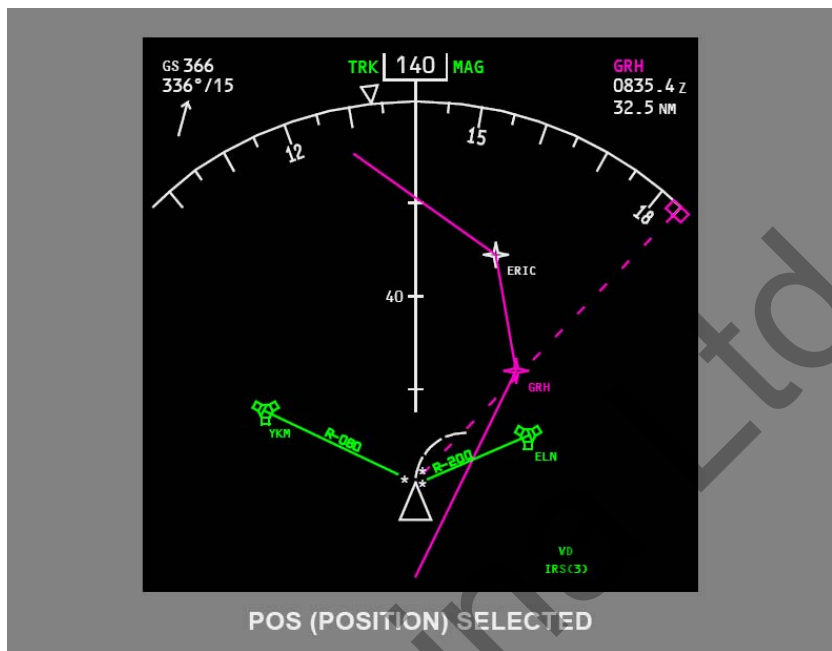 GS 366
336°/15
TRK 140 MAG
GRH
0835.4 Z
32.5 NM
12
15
18
ERIC
40
GRH
YKM
R-080
R-200
ELN
VD
IRS(3)
POS (POSITION) SELECTED